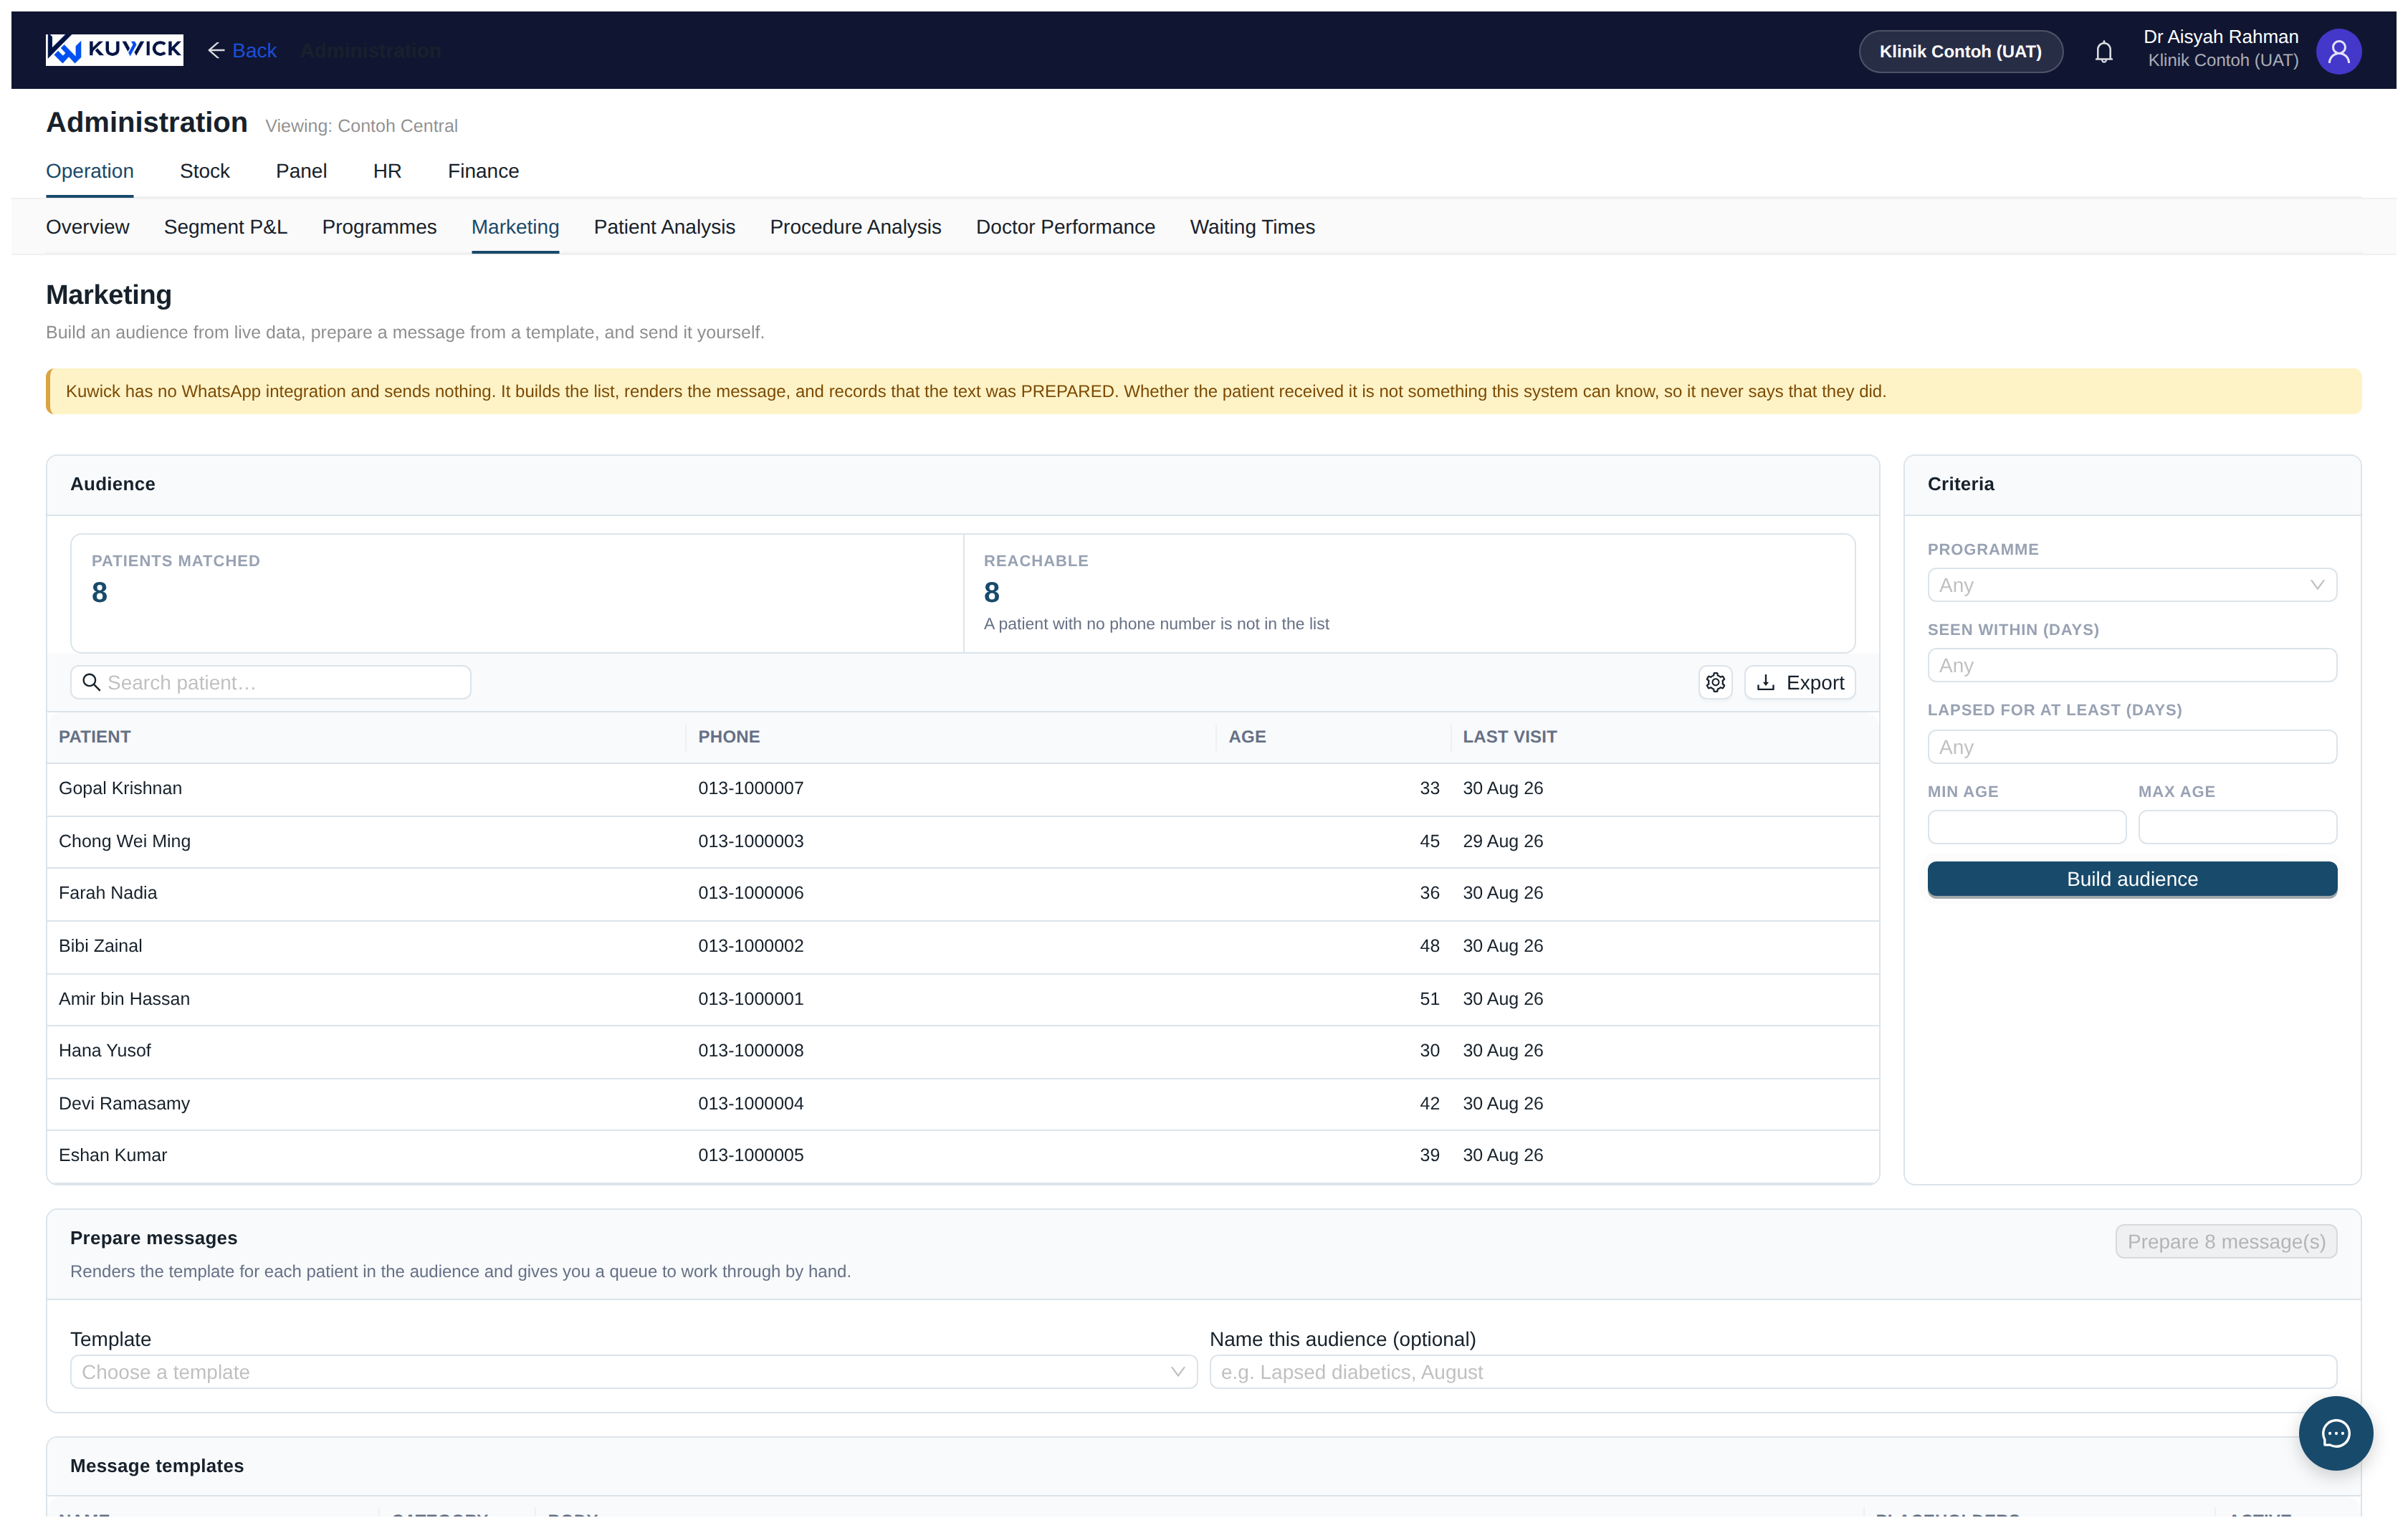 KUWICK
Back Administration
Klinik Contoh (UAT)
Dr Aisyah Rahman
Klinik Contoh (UAT)
Administration Viewing: Contoh Central
Operation Stock Panel HR Finance
Overview Segment P&L Programmes Marketing Patient Analysis Procedure Analysis Doctor Performance Waiting Times
Marketing
Build an audience from live data, prepare a message from a template, and send it yourself.
Kuwick has no WhatsApp integration and sends nothing. It builds the list, renders the message, and records that the text was PREPARED. Whether the patient received it is not something this system can know, so it never says that they did.
Audience
PATIENTS MATCHED
8
REACHABLE
8
A patient with no phone number is not in the list
Search patient…
Export
PATIENT PHONE AGE LAST VISIT
Gopal Krishnan 013-1000007 33 30 Aug 26
Chong Wei Ming 013-1000003 45 29 Aug 26
Farah Nadia 013-1000006 36 30 Aug 26
Bibi Zainal 013-1000002 48 30 Aug 26
Amir bin Hassan 013-1000001 51 30 Aug 26
Hana Yusof 013-1000008 30 30 Aug 26
Devi Ramasamy 013-1000004 42 30 Aug 26
Eshan Kumar 013-1000005 39 30 Aug 26
Criteria
PROGRAMME
Any
SEEN WITHIN (DAYS)
Any
LAPSED FOR AT LEAST (DAYS)
Any
MIN AGE MAX AGE
Build audience
Prepare messages
Renders the template for each patient in the audience and gives you a queue to work through by hand.
Prepare 8 message(s)
Template
Choose a template
Name this audience (optional)
e.g. Lapsed diabetics, August
Message templates
NAME CATEGORY BODY PLACEHOLDERS ACTIVE